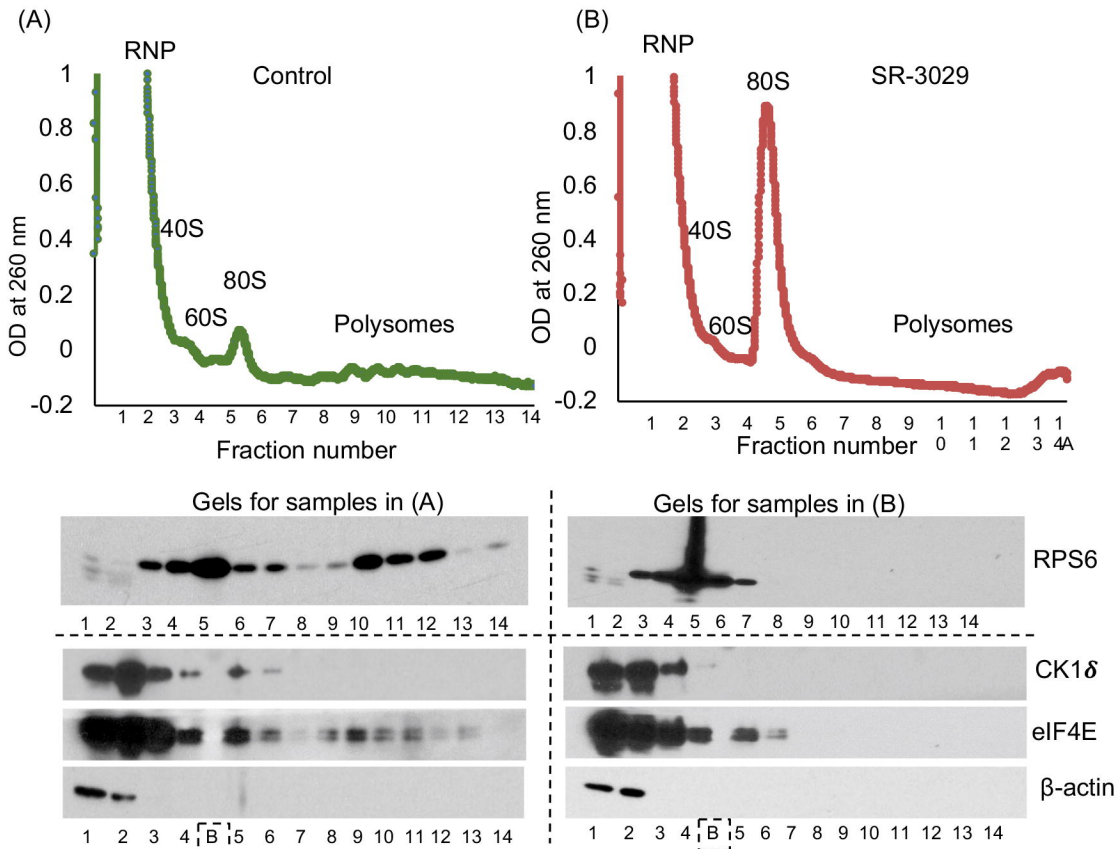 (A)
RNP
Control
1
0.8
0.6
0.4
0.2
0
-0.2
OD at 260 nm
40S
60S
80S
Polysomes
1 2 3 4 5 6 7 8 9 10 11 12 13 14
Fraction number
(B)
RNP
80S
SR-3029
1
0.8
0.6
0.4
0.2
0
-0.2
OD at 260 nm
40S
60S
Polysomes
1 2 3 4 5 6 7 8 9 1 1 1 1 1
0 1 2 3 4A
Fraction number
Gels for samples in (A)
Gels for samples in (B)
RPS6
1 2 3 4 5 6 7 8 9 10 11 12 13 14
1 2 3 4 5 6 7 8 9 10 11 12 13 14
CK1δ
eIF4E
β-actin
1 2 3 4 B 5 6 7 8 9 10 11 12 13 14
1 2 3 4 B 5 6 7 8 9 10 11 12 13 14